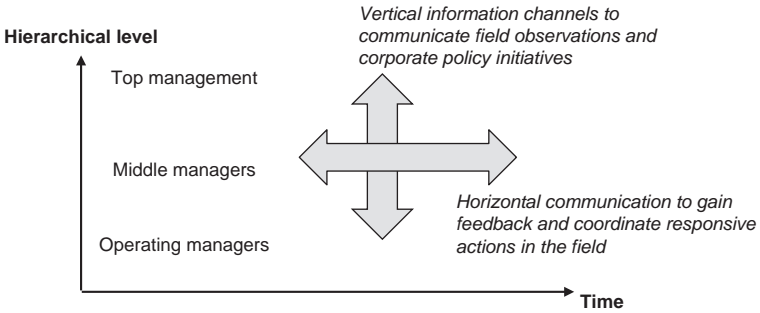 Vertical information channels to
communicate field observations and
corporate policy initiatives
Hierarchical level
Top management
Middle managers
Operating managers
Horizontal communication to gain
feedback and coordinate responsive
actions in the field
Time